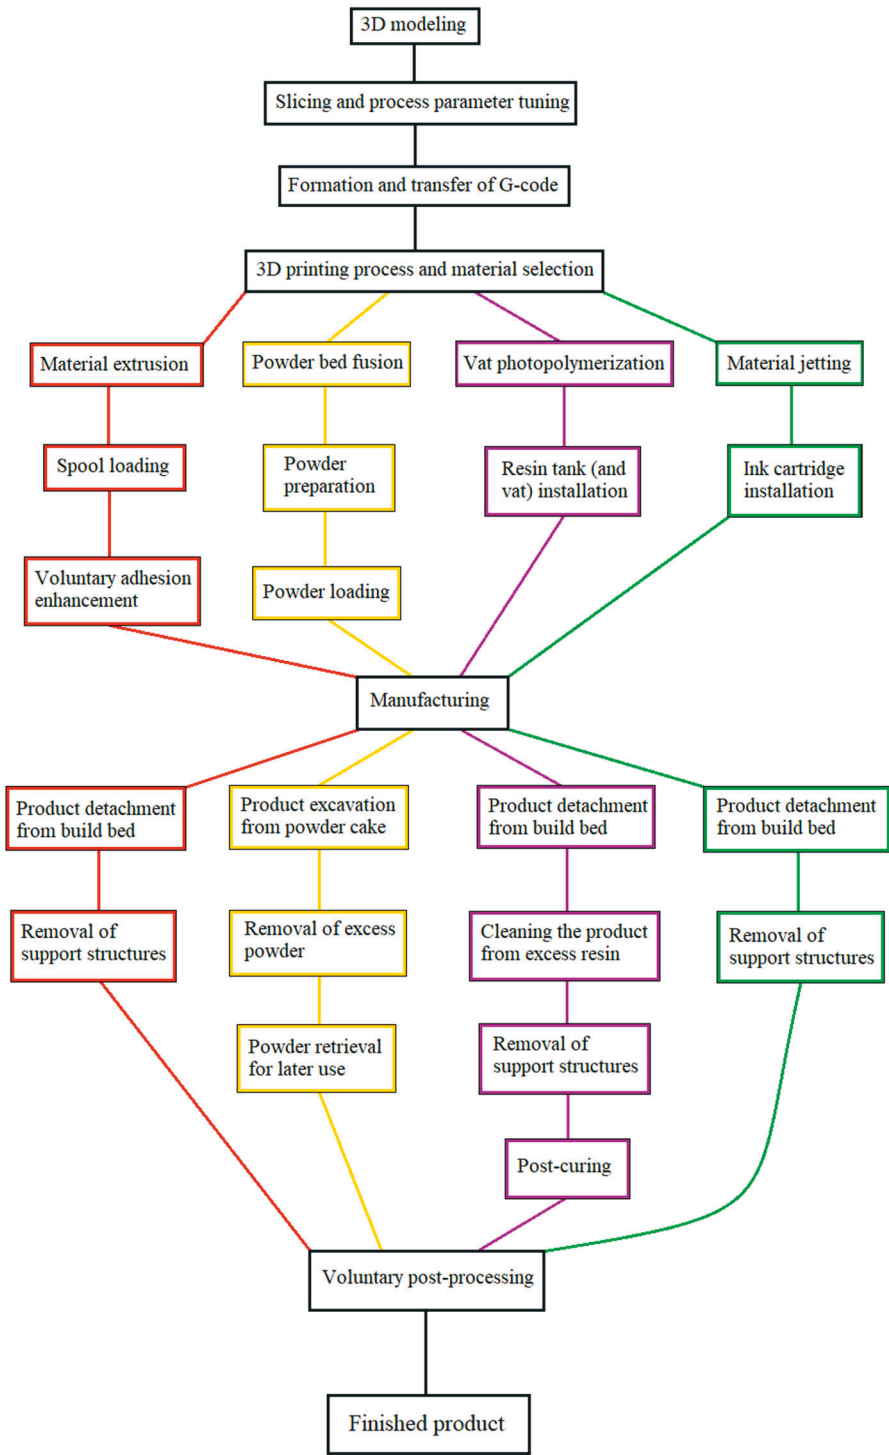 3D modeling
Slicing and process parameter tuning
Formation and transfer of G-code
3D printing process and material selection
Material extrusion
Powder bed fusion
Vat photopolymerization
Material jetting
Spool loading
Powder
preparation
Resin tank (and
vat) installation
Ink cartridge
installation
Voluntary adhesion
enhancement
Powder loading
Manufacturing
Product detachment
from build bed
Product excavation
from powder cake
Product detachment
from build bed
Product detachment
from build bed
Removal of
support structures
Removal of excess
powder
Cleaning the product
from excess resin
Removal of
support structures
Powder retrieval
for later use
Removal of
support structures
Post-curing
Voluntary post-processing
Finished product